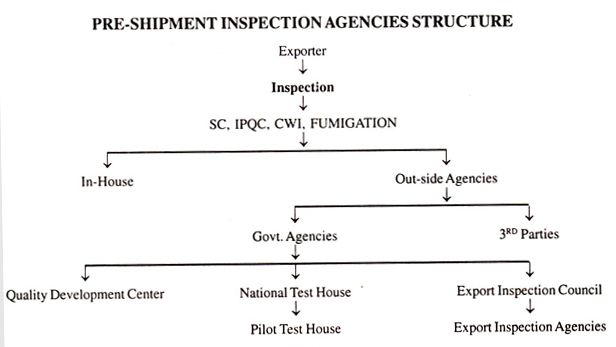 PRE-SHIPMENT INSPECTION AGENCIES STRUCTURE
Exporter
Inspection
SC, IPQC, CWI, FUMIGATION
In-House
Out-side Agencies
Govt. Agencies
3RD Parties
Quality Development Center
National Test House
Export Inspection Council
Pilot Test House
Export Inspection Agencies